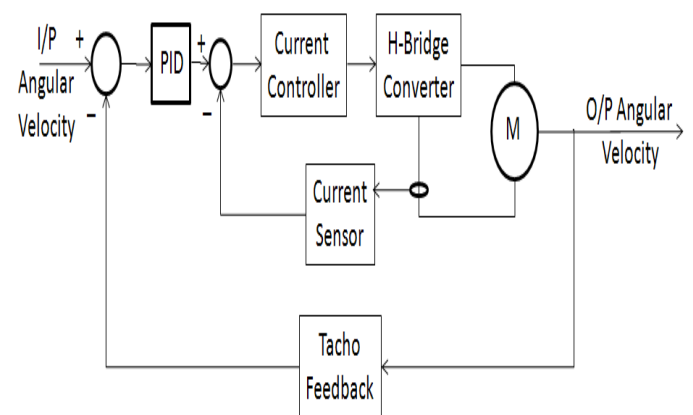 I/P +
Angular
Velocity
−
PID
+
−
Current
Controller
H-Bridge
Converter
M
O/P Angular
Velocity
Current
Sensor
Tacho
Feedback